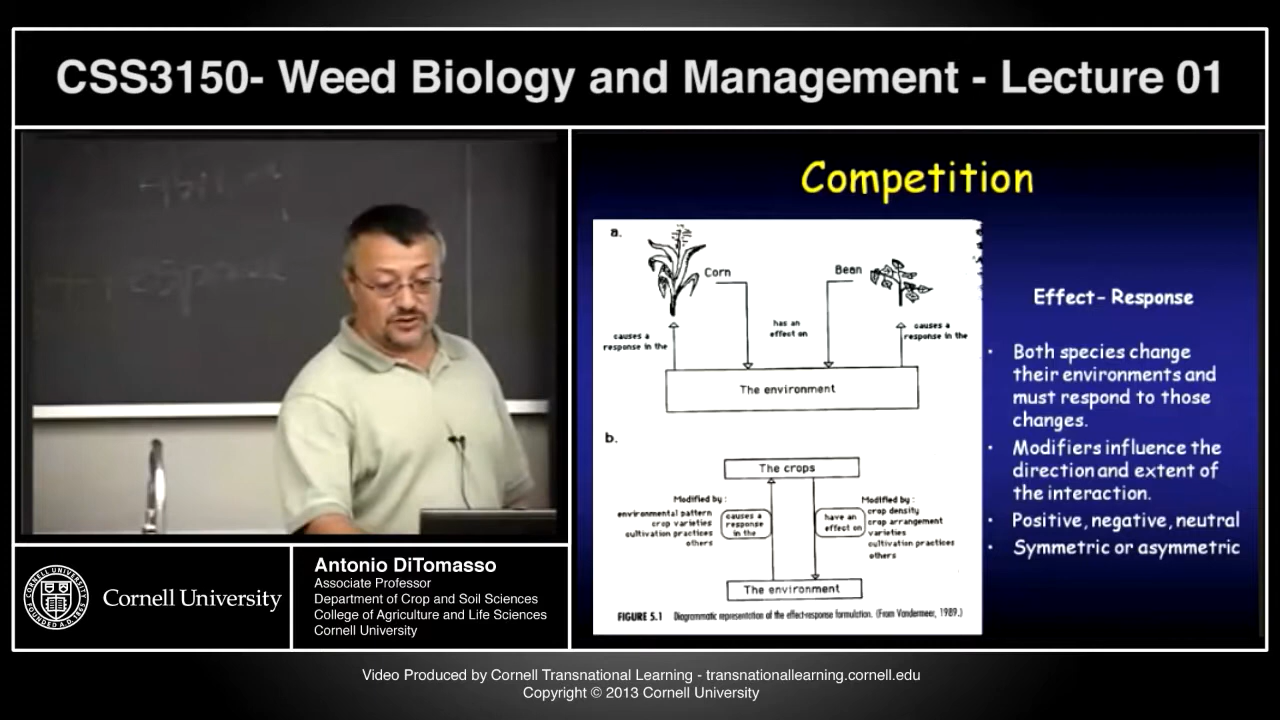 CSS3150- Weed Biology and Management - Lecture 01
Competition
a.
Corn
Bean
causes a
response in the
has an
effect on
causes a
response in the
The environment
b.
The crops
Modified by :
environmental pattern
crop varieties
cultivation practices
others
causes a
response
in the
have an
effect on
Modified by :
crop density
crop arrangement
varieties
cultivation practices
others
The environment
FIGURE 5.1 Diagrammatic representation of the effect-response formulation. (From Vandermeer, 1989.)
Effect - Response
• Both species change
their environments and
must respond to those
changes.
• Modifiers influence the
direction and extent of
the interaction.
• Positive, negative, neutral
• Symmetric or asymmetric
CORNELL UNIVERSITY
FOUNDED A.D.
Cornell University
Antonio DiTomasso
Associate Professor
Department of Crop and Soil Sciences
College of Agriculture and Life Sciences
Cornell University
Video Produced by Cornell Transnational Learning - transnationallearning.cornell.edu
Copyright © 2013 Cornell University